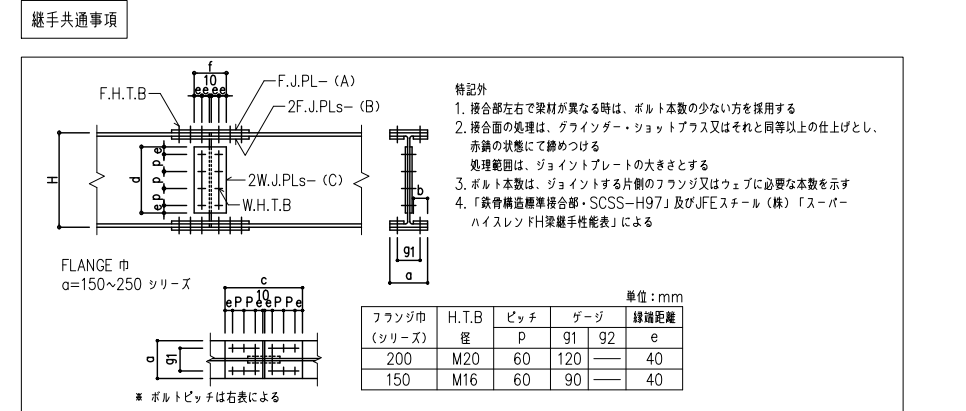 継手共通事項
f
10
e e e e
F.H.T.B
F.J.PL-(A)
2F.J.PLs-(B)
H
d
e
p
p
p
e
2W.J.PLs-(C)
W.H.T.B
b
g1
a
FLANGE 巾
a=150~250 シリーズ
c
10
e P P e e P P e
a
g1
※ ボルトピッチは右表による
特記外
1. 接合部左右で梁材が異なる時は、ボルト本数の少ない方を採用する
2. 接合面の処理は、グラインダー・ショットブラス又はそれと同等以上の仕上げとし、
赤錆の状態にて締めつける
処理範囲は、ジョイントプレートの大きさとする
3. ボルト本数は、ジョイントする片側のフランジ又はウェブに必要な本数を示す
4. 「鉄骨構造標準接合部・SCSS-H97」及びJFEスチール(株)「スーパー
ハイスレンドH梁継手性能表」による
単位:mm
フランジ巾 H.T.B ピッチ ゲージ 縁端距離
(シリーズ) 径 P g1 g2 e
200 M20 60 120 — 40
150 M16 60 90 — 40